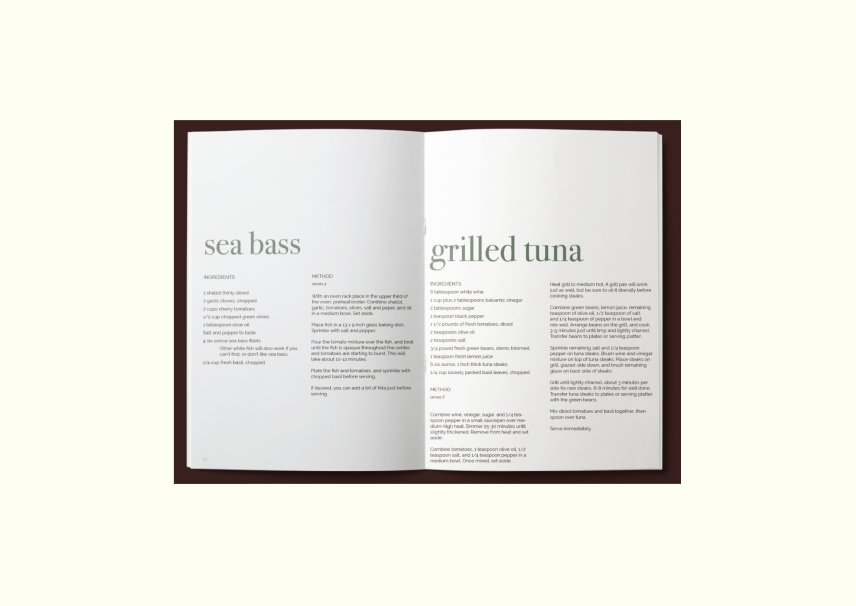 sea bass
INGREDIENTS
1 shallot thinly sliced
2 garlic cloves, chopped
2 cups cherry tomatoes
1/2 cup chopped green olives
1 tablespoon olive oil
Salt and pepper to taste
4 six ounce sea bass fillets
Other white fish will also work if you
can't find, or don't like sea bass.
1/4 cup fresh basil, chopped
METHOD
serves 4
With an oven rack place in the upper third of
the oven, preheat broiler. Combine shallot,
garlic, tomatoes, olives, salt and peper, and oil
in a medium bowl. Set aside.
Place fish in a 13 x 9 inch glass baking dish.
Sprinkle with salt and pepper.
Pour the tomato mixture over the fish, and broil
until the fish is opaque throughout the center,
and tomatoes are starting to burst. This will
take about 10-12 minutes.
Plate the fish and tomatoes, and sprinkle with
chopped basil before serving.
If desired, you can add a bit of feta just before
serving.
grilled tuna
INGREDIENTS
6 tablespoon white wine
1 cup plus 2 tablespoons balsamic vinegar
2 tablespoons sugar
1 teaspoon black pepper
1 1/2 pounds of fresh tomatoes, diced
2 teaspoons olive oil
2 teaspoons salt
3/4 pound fresh green beans, stems trimmed
1 teaspoon fresh lemon juice
6 six ounce, 1 inch thick tuna steaks
1/4 cup loosely packed basil leaves, chopped
METHOD
serves 6
Combine wine, vinegar, sugar, and 1/4 tea-
spoon pepper in a small saucepan over me-
dium-high heat. Simmer 25-30 minutes until
slightly thickened. Remove from heat and set
aside.
Combine tomatoes, 1 teaspoon olive oil, 1/2
teaspoon salt, and 1/4 teaspoon pepper in a
medium bowl. Once mixed, set aside.
Heat grill to medium hot. A grill pan will work
just as well, but be sure to oil it liberally before
cooking steaks.
Combine green beans, lemon juice, remaining
teaspoon of olive oil, 1/2 teaspoon of salt,
and 1/4 teaspoon of pepper in a bowl and
mix well. Arrange beans on the grill, and cook
3-5 minutes just until limp and lightly charred.
Transfer beans to plates or serving platter.
Sprinkle remaining salt and 1/4 teaspoon
pepper on tuna steaks. Brush wine and vinegar
mixture on top of tuna steaks. Place steaks on
grill, glazed side down, and brush remaining
glaze on back side of steaks.
Grill until lightly charred, about 3 minutes per
side for rare steaks, 6-8 minutes for well done.
Transfer tuna steaks to plates or serving platter
with the green beans.
Mix diced tomatoes and basil together, then
spoon over tuna.
Serve immediately.